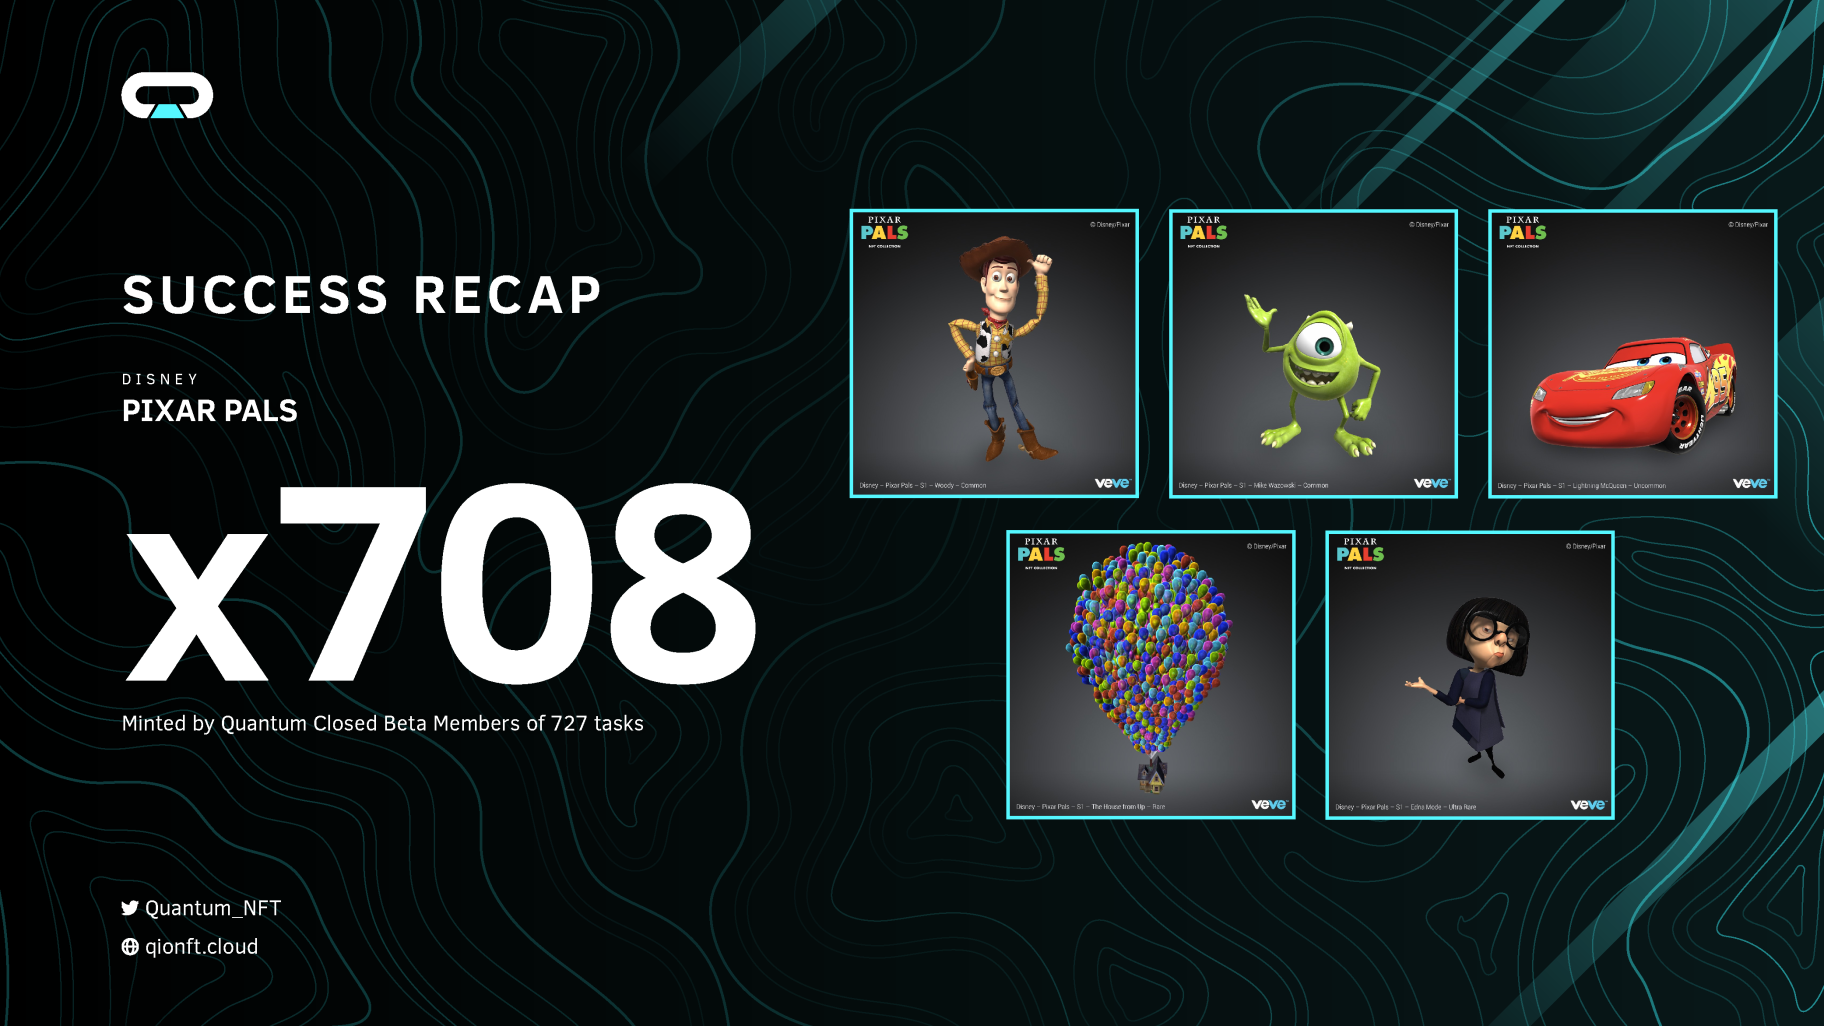 SUCCESS RECAP
DISNEY
PIXAR PALS
x708
Minted by Quantum Closed Beta Members of 727 tasks
Quantum_NFT
qionft.cloud
PIXAR
PALS
NFT COLLECTION
© Disney/Pixar
Disney – Pixar Pals – S1 – Woody – Common
veve
PIXAR
PALS
NFT COLLECTION
© Disney/Pixar
Disney – Pixar Pals – S1 – Mike Wazowski – Common
veve
PIXAR
PALS
NFT COLLECTION
© Disney/Pixar
LIGHTYEAR
Disney – Pixar Pals – S1 – Lightning McQueen – Uncommon
veve
PIXAR
PALS
NFT COLLECTION
© Disney/Pixar
Disney – Pixar Pals – S1 – The House from Up – Rare
veve
PIXAR
PALS
NFT COLLECTION
© Disney/Pixar
Disney – Pixar Pals – S1 – Edna Mode – Ultra Rare
veve